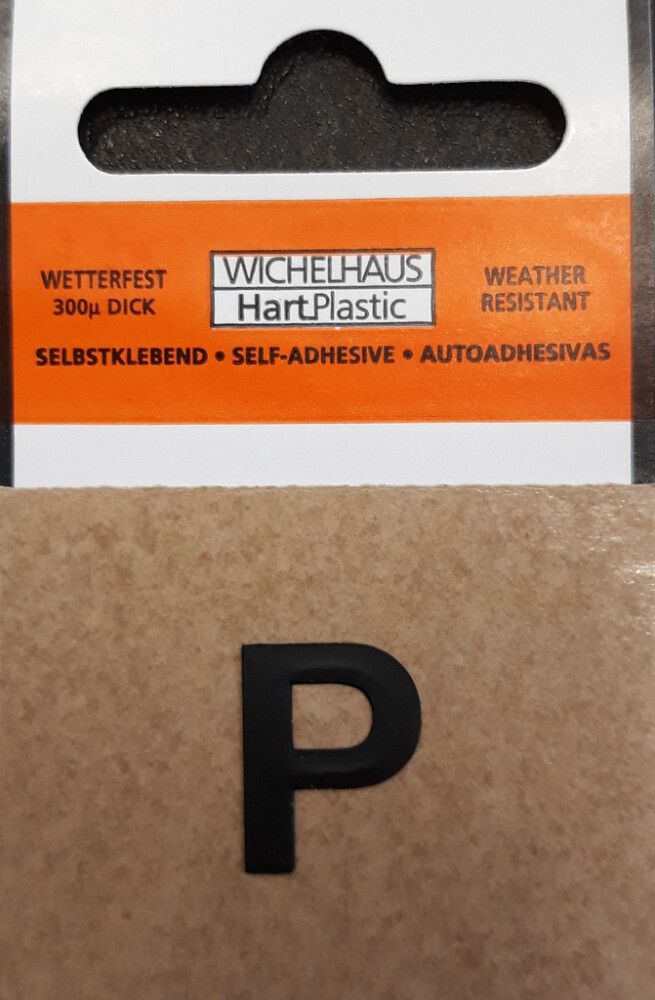 WETTERFEST
300µ DICK
WICHELHAUS
HartPlastic
WEATHER
RESISTANT
SELBSTKLEBEND • SELF-ADHESIVE • AUTOADHESIVAS
P